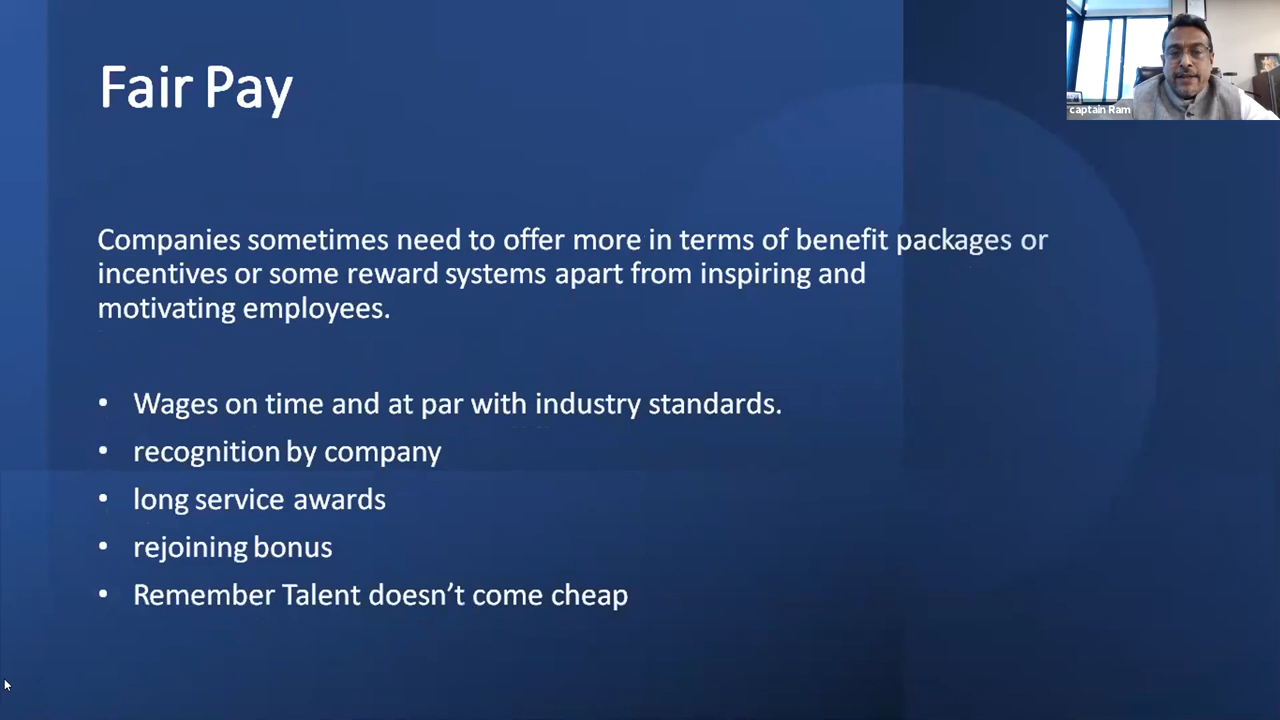 Fair Pay
captain Ram
Companies sometimes need to offer more in terms of benefit packages or
incentives or some reward systems apart from inspiring and
motivating employees.
• Wages on time and at par with industry standards.
• recognition by company
• long service awards
• rejoining bonus
• Remember Talent doesn’t come cheap